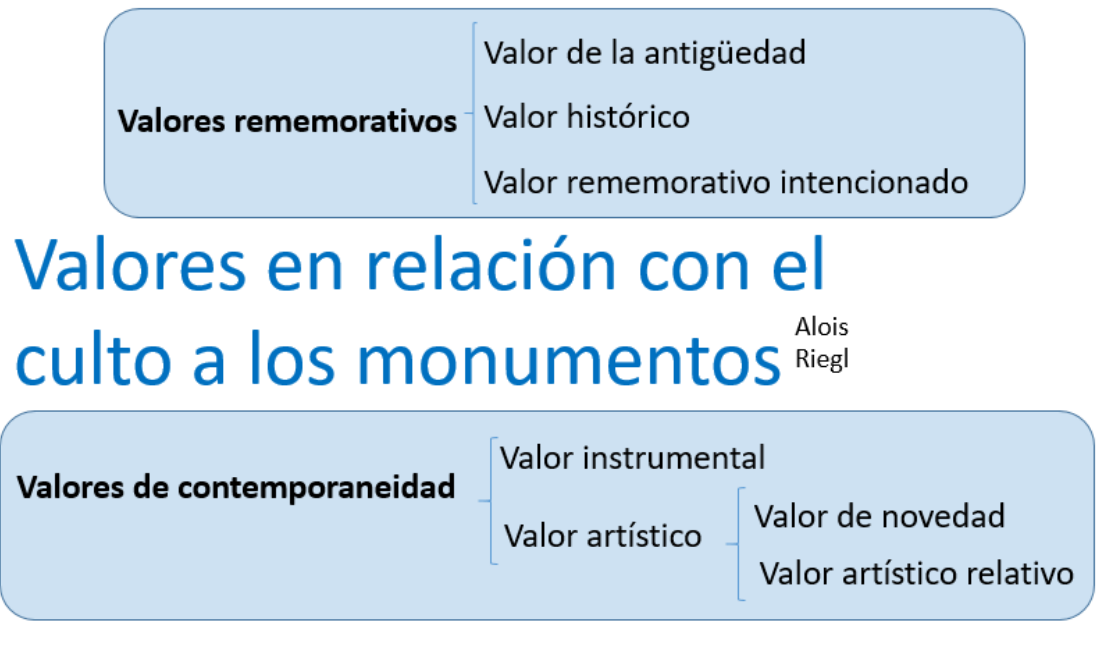 Valores rememorativos
Valor de la antigüedad
Valor histórico
Valor rememorativo intencionado
Valores en relación con el
culto a los monumentos
Alois
Riegl
Valores de contemporaneidad
Valor instrumental
Valor artístico
Valor de novedad
Valor artístico relativo